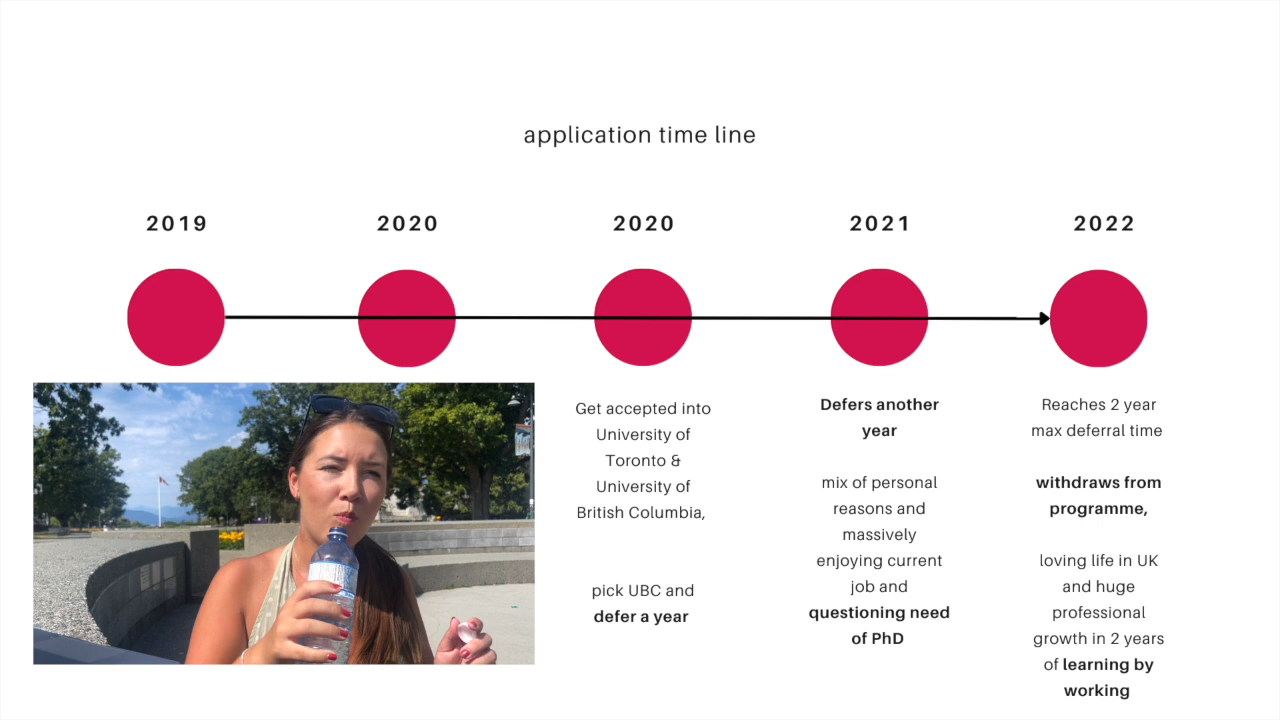 application time line
2019
2020
2020
2021
2022
Get accepted into
University of
Toronto &
University of
British Columbia,
pick UBC and
defer a year
Defers another
year
mix of personal
reasons and
massively
enjoying current
job and
questioning need
of PhD
Reaches 2 year
max deferral time
withdraws from
programme,
loving life in UK
and huge
professional
growth in 2 years
of learning by
working